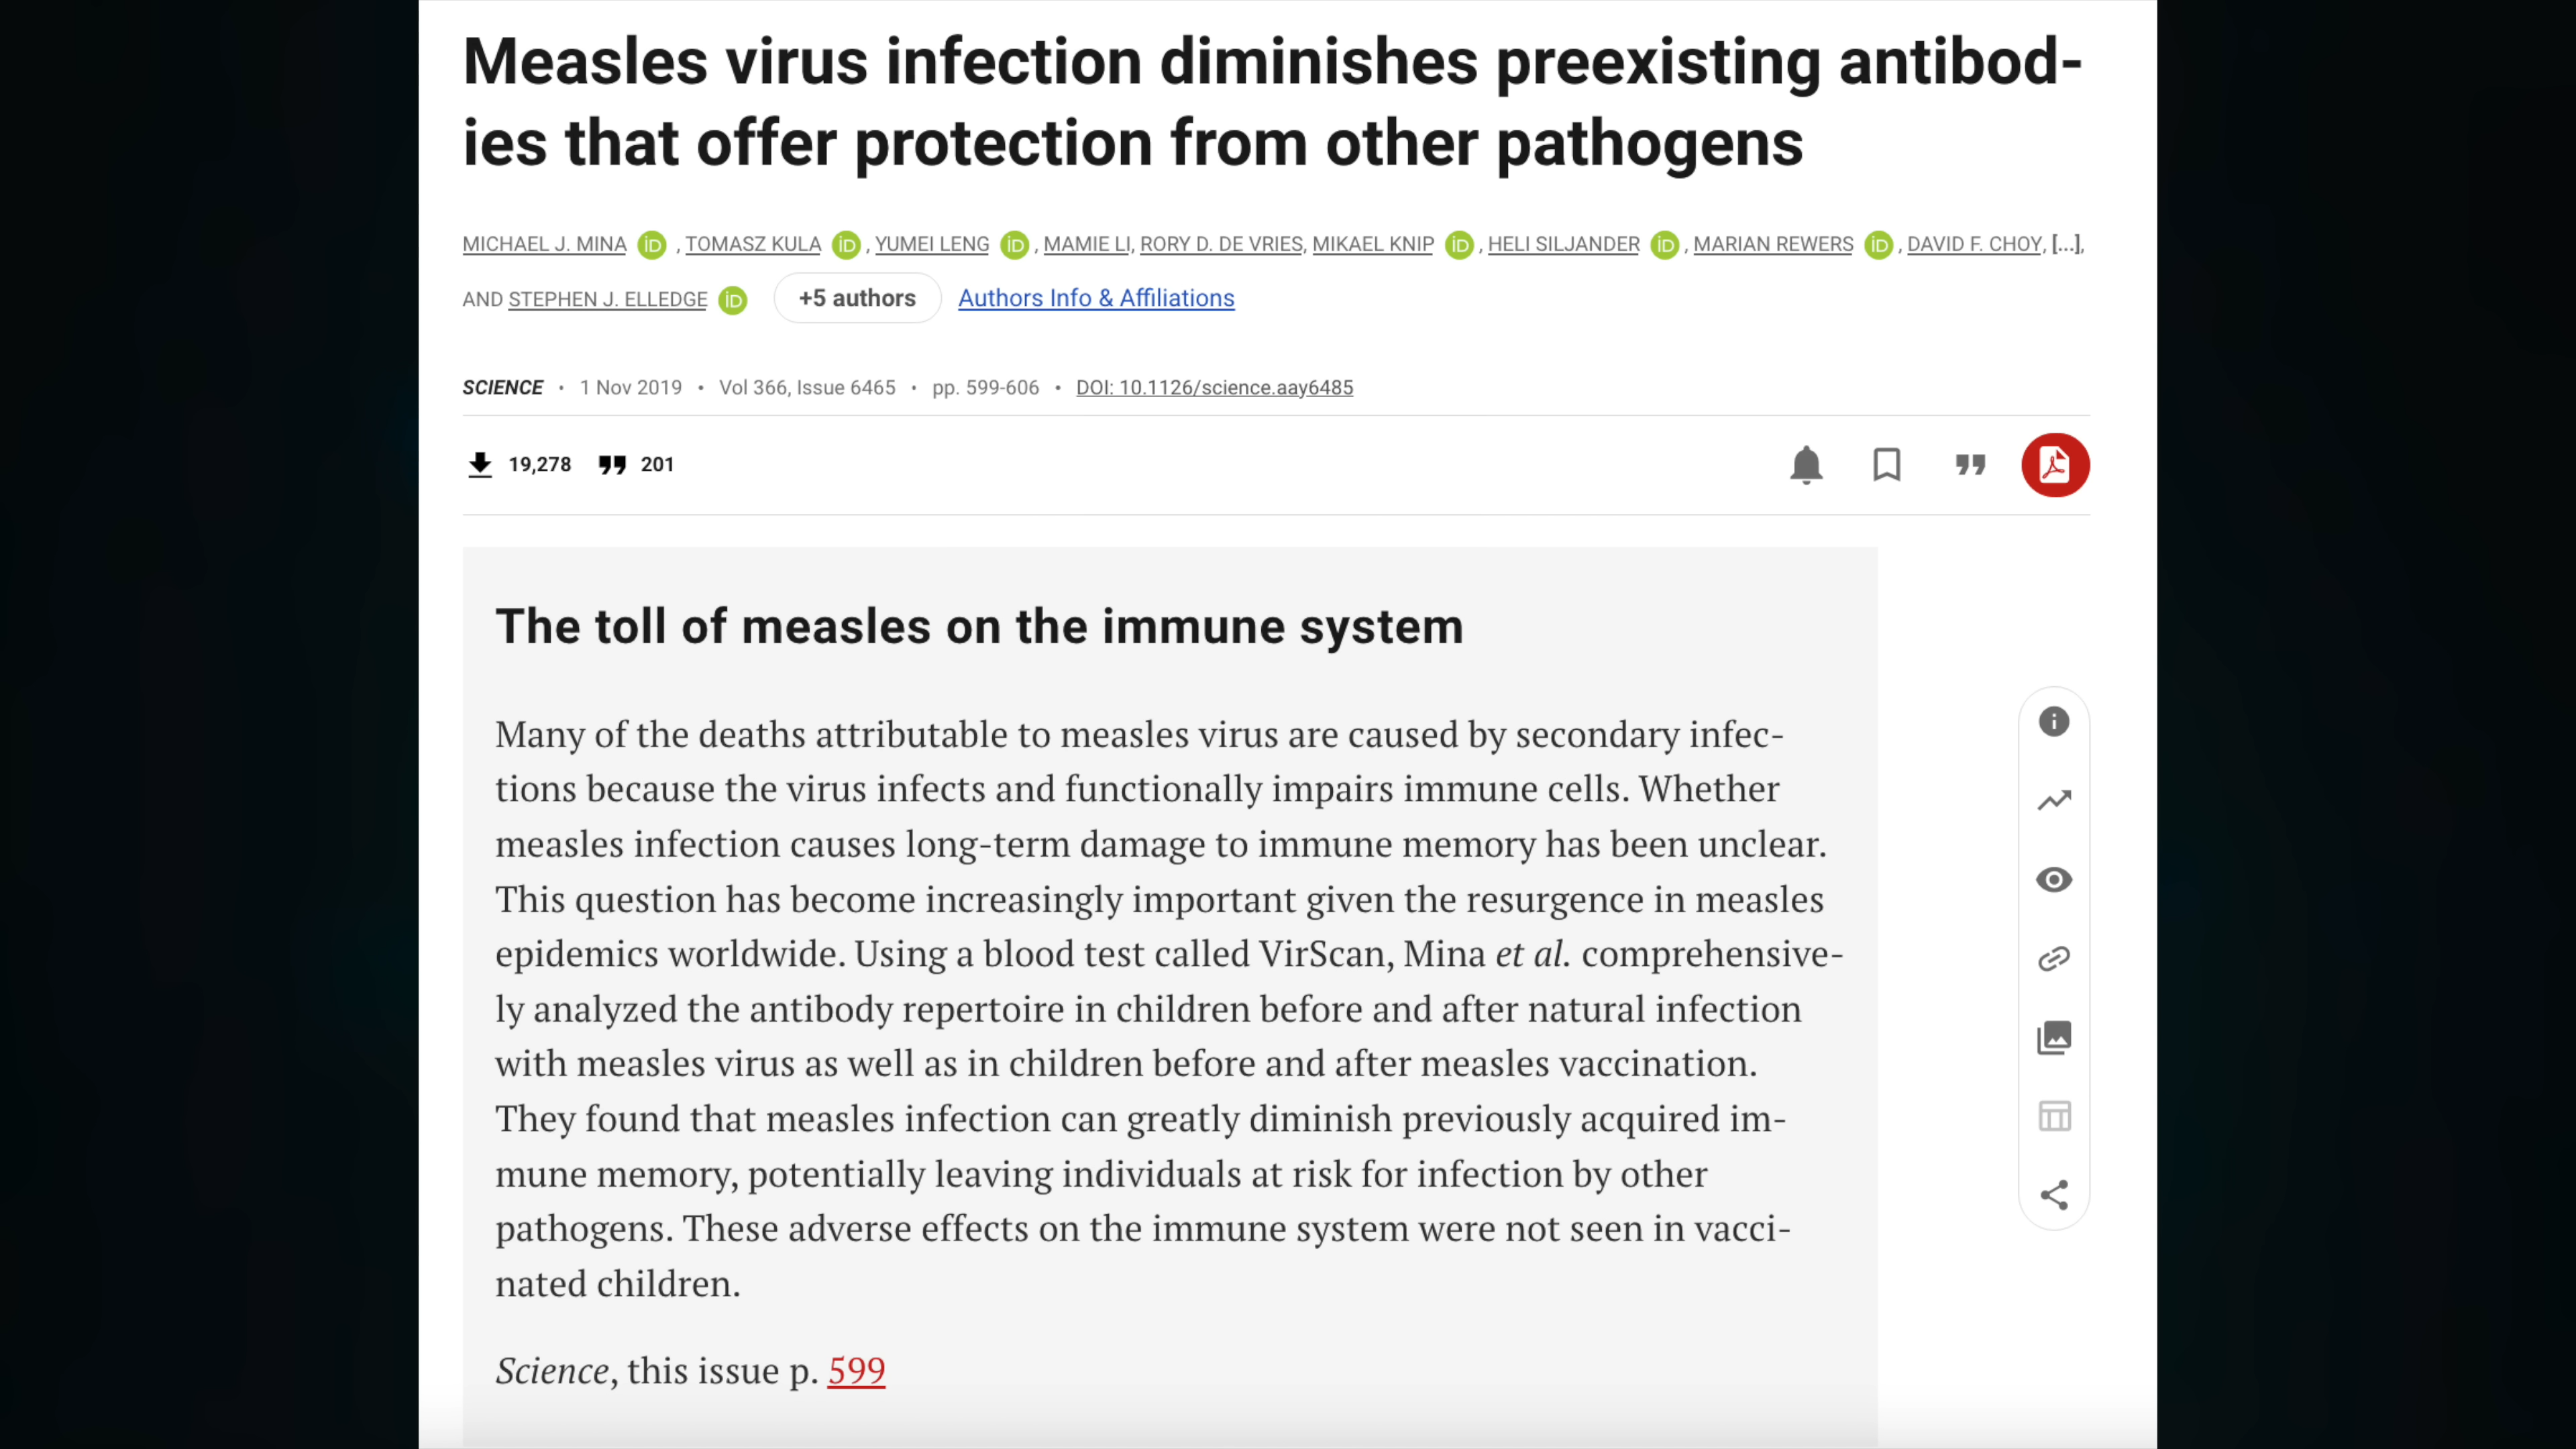 Measles virus infection diminishes preexisting antibod-
ies that offer protection from other pathogens
MICHAEL J. MINA iD , TOMASZ KULA iD , YUMEI LENG iD , MAMIE LI, RORY D. DE VRIES, MIKAEL KNIP iD , HELI SILJANDER iD , MARIAN REWERS iD , DAVID F. CHOY, [...],
AND STEPHEN J. ELLEDGE iD +5 authors Authors Info & Affiliations
SCIENCE • 1 Nov 2019 • Vol 366, Issue 6465 • pp. 599-606 • DOI: 10.1126/science.aay6485
19,278 201
The toll of measles on the immune system
Many of the deaths attributable to measles virus are caused by secondary infec-
tions because the virus infects and functionally impairs immune cells. Whether
measles infection causes long-term damage to immune memory has been unclear.
This question has become increasingly important given the resurgence in measles
epidemics worldwide. Using a blood test called VirScan, Mina et al. comprehensive-
ly analyzed the antibody repertoire in children before and after natural infection
with measles virus as well as in children before and after measles vaccination.
They found that measles infection can greatly diminish previously acquired im-
mune memory, potentially leaving individuals at risk for infection by other
pathogens. These adverse effects on the immune system were not seen in vacci-
nated children.
Science, this issue p. 599